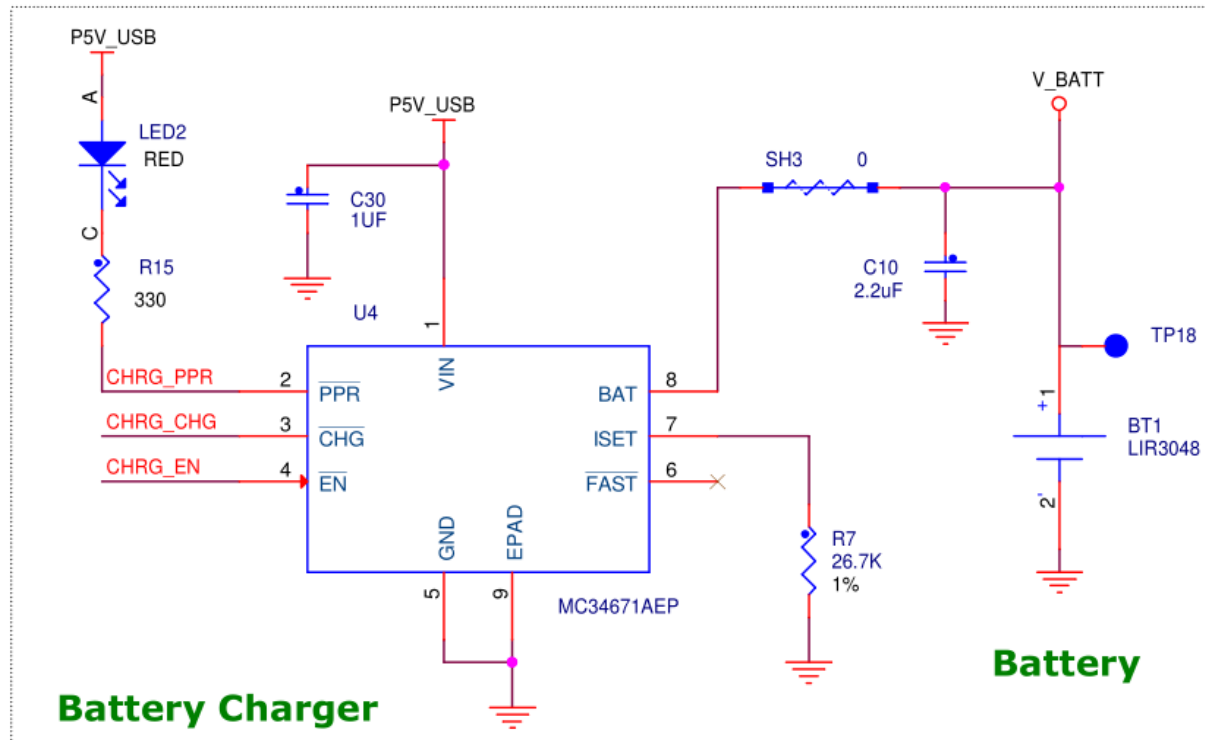 P5V_USB
A
LED2
RED
C
R15
330
P5V_USB
C30
1UF
U4
1
VIN
CHRG_PPR
2
PPR
CHRG_CHG
3
CHG
CHRG_EN
4
EN
GND
EPAD
5
9
MC34671AEP
BAT
8
ISET
7
FAST
6
SH3 0
V_BATT
C10
2.2uF
TP18
+
1
BT1
LIR3048
2
-
R7
26.7K
1%
Battery Charger
Battery